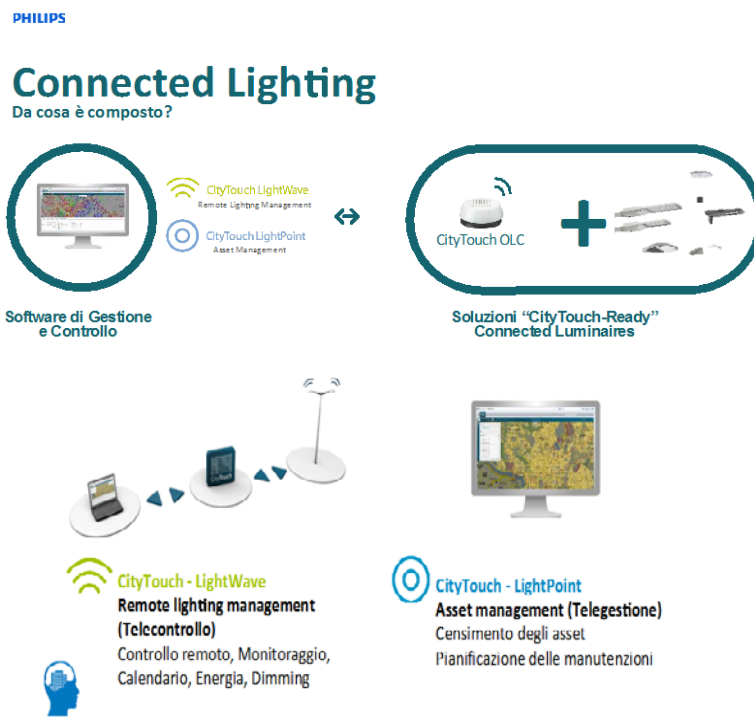 PHILIPS
Connected Lighting
Da cosa è composto?
CityTouch LightWave
Remote Lighting Management
CityTouch LightPoint
Asset Management
CityTouch OLC
Software di Gestione
e Controllo
Soluzioni “CityTouch-Ready”
Connected Luminaires
CityTouch
CityTouch - LightWave
Remote lighting management
(Telecontrollo)
Controllo remoto, Monitoraggio,
Calendario, Energia, Dimming
CityTouch - LightPoint
Asset management (Telegestione)
Censimento degli asset
Pianificazione delle manutenzioni